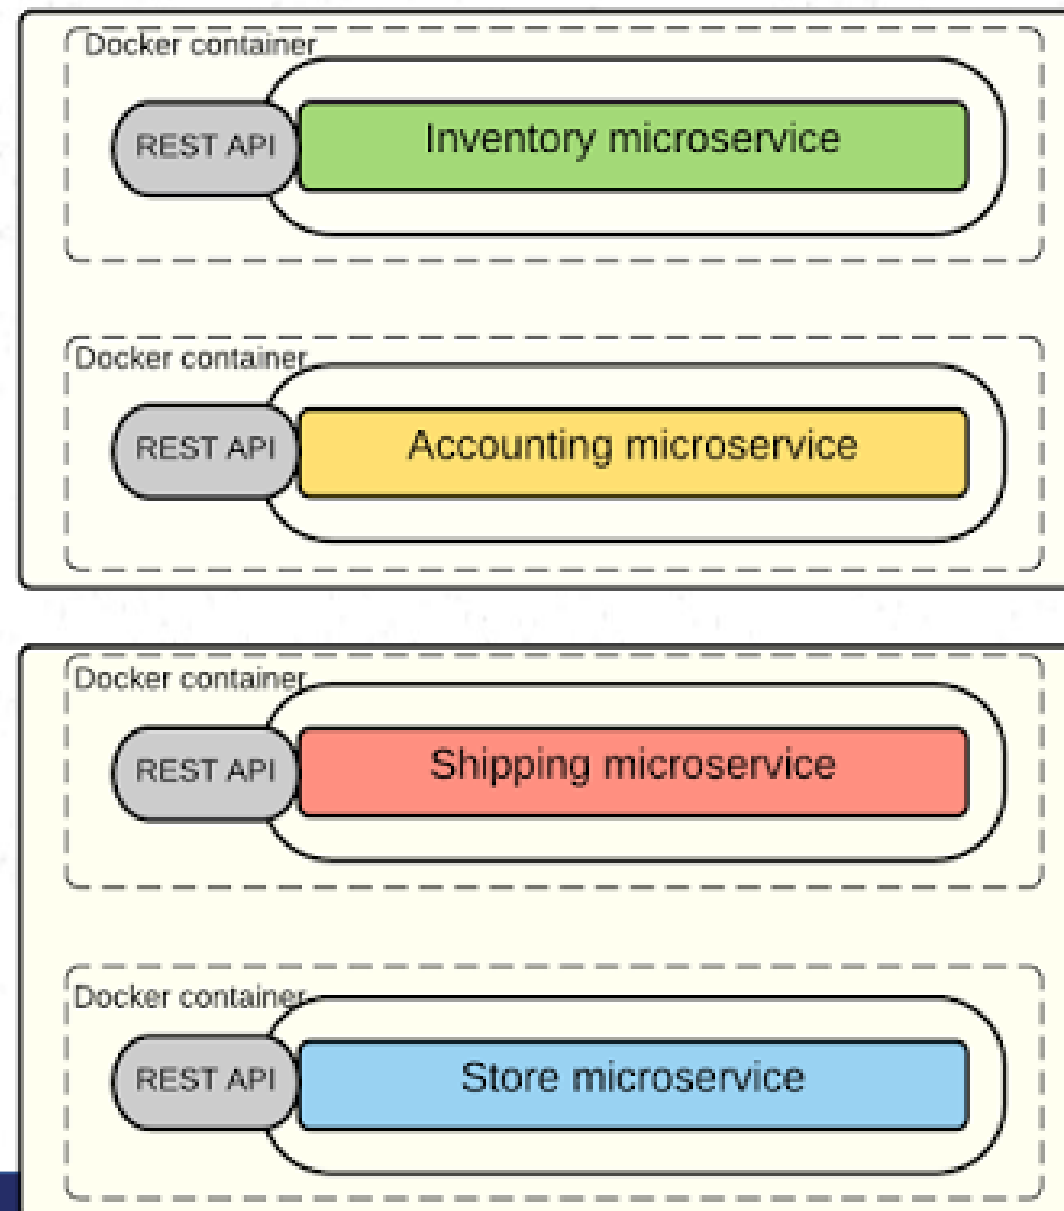 Docker container
REST API
Inventory microservice
Docker container
REST API
Accounting microservice
Docker container
REST API
Shipping microservice
Docker container
REST API
Store microservice